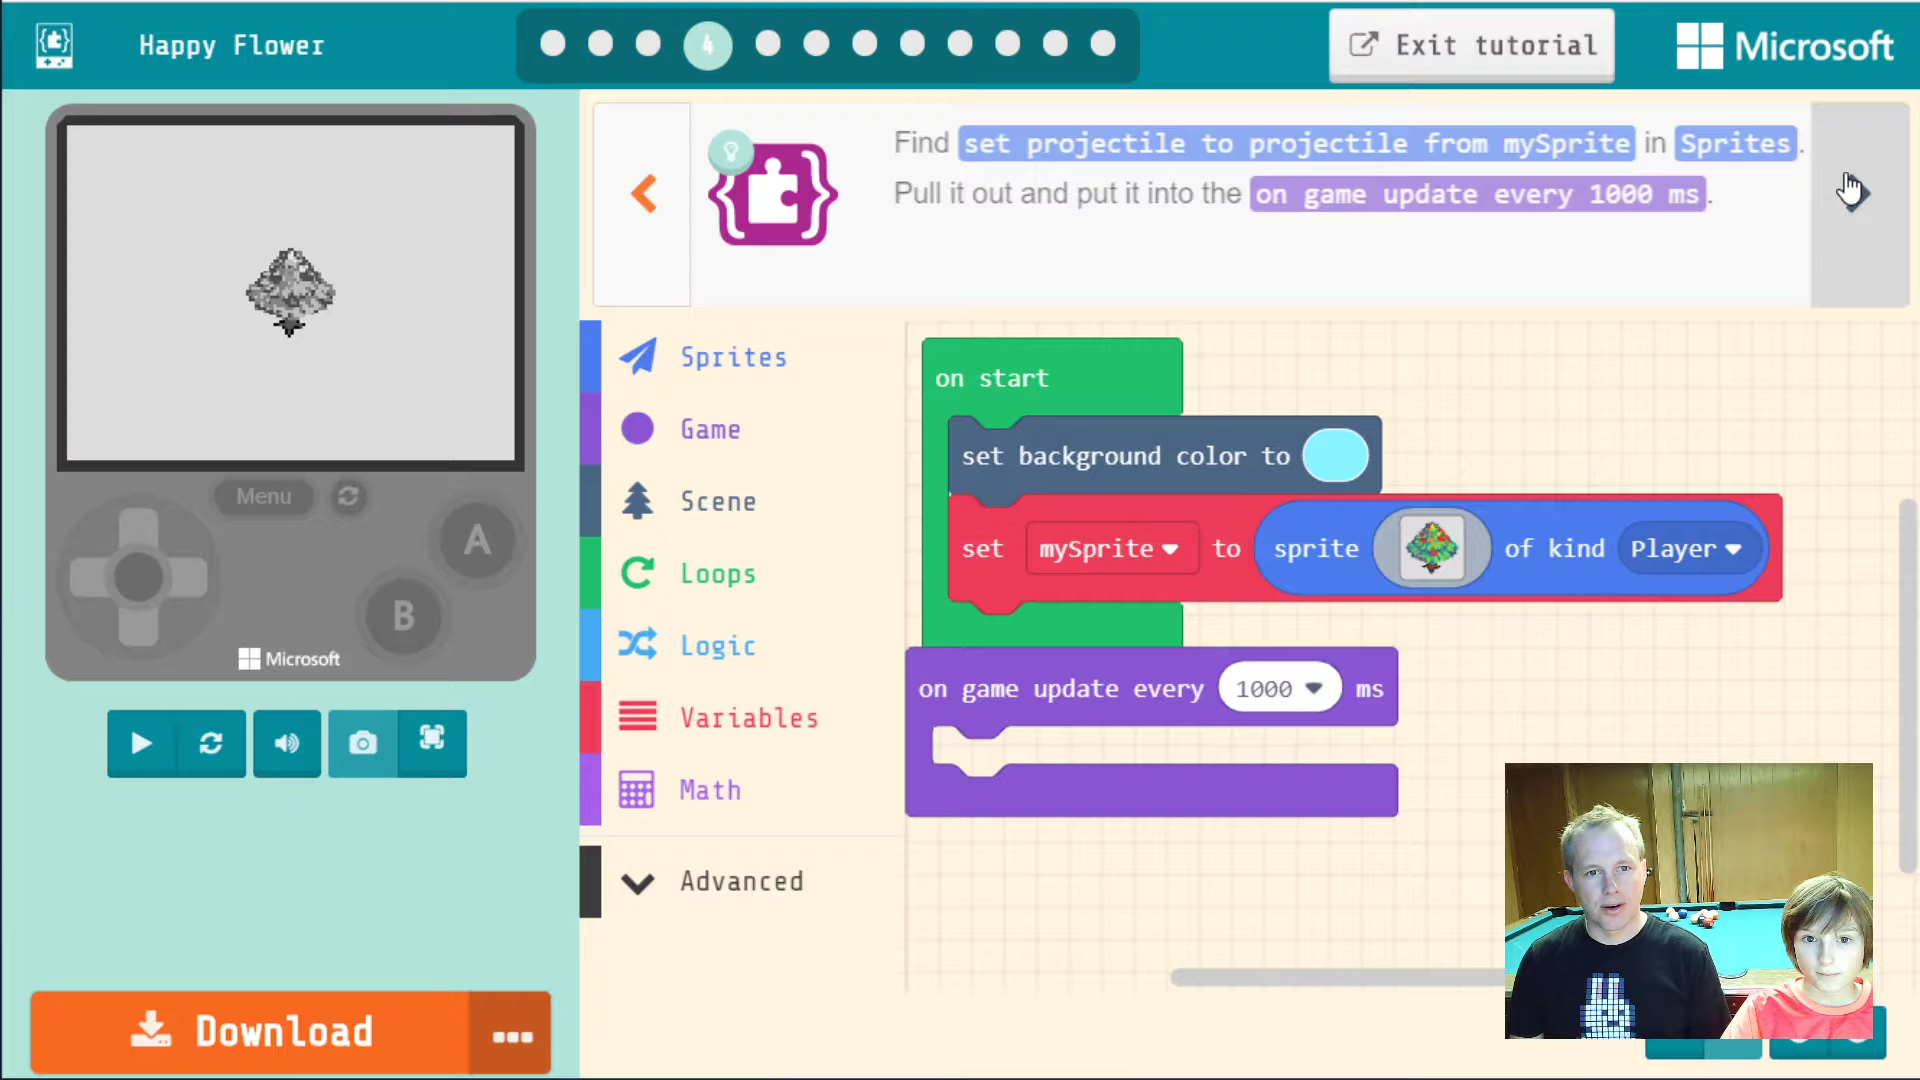 Happy Flower
4
Exit tutorial
Microsoft
Find set projectile to projectile from mySprite in Sprites.
Pull it out and put it into the on game update every 1000 ms.
Menu
A
B
Microsoft
Download
Sprites
Game
Scene
Loops
Logic
Variables
Math
Advanced
on start
set background color to
set mySprite to sprite of kind Player
on game update every 1000 ms